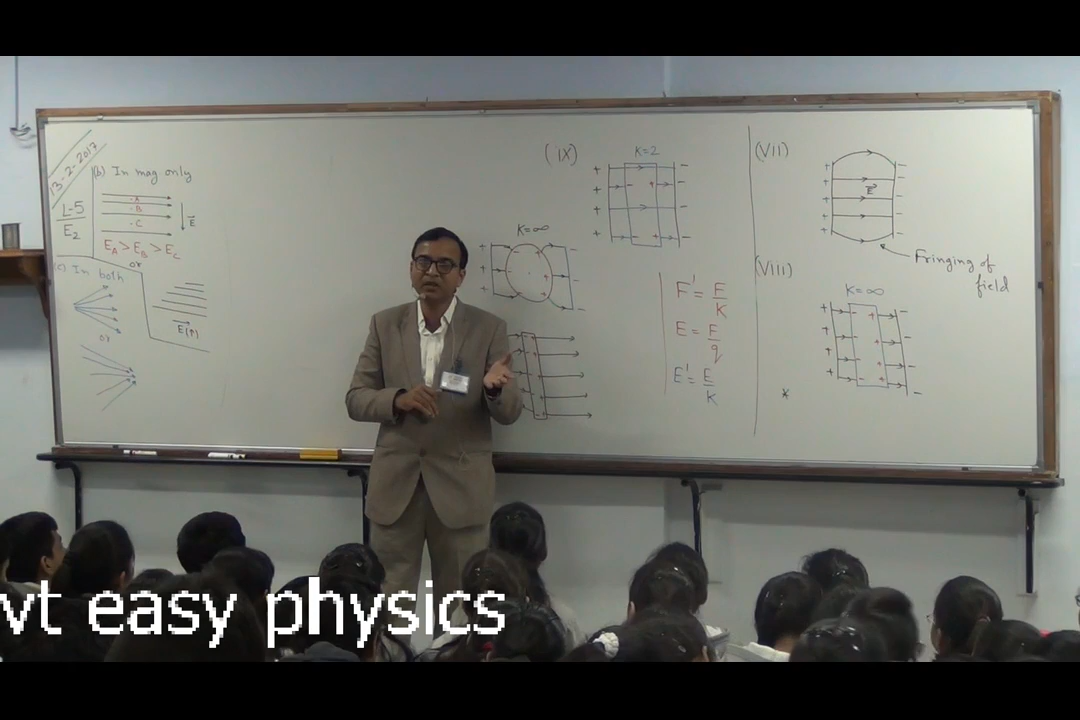 13-2-2017
L-5
E2
(b) In mag only
-A
-B
-C
E
EA > EB > EC
or
(c) In both
or
E(↑)
(IX)
K=2
K=∞
F' = F/K
E = F/q
E' = E/K
(VII)
E
Fringing of
field
(Viii)
K=∞
*
vt easy physics